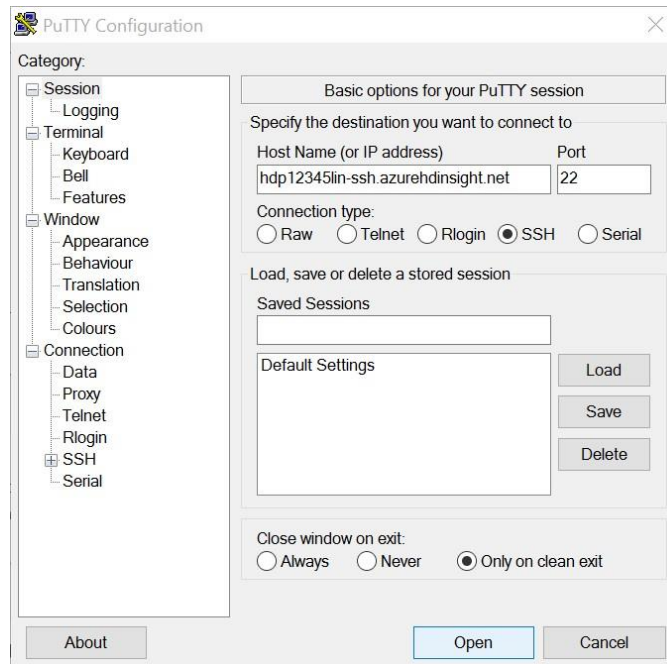 PuTTY Configuration
Category:
Session
Logging
Terminal
Keyboard
Bell
Features
Window
Appearance
Behaviour
Translation
Selection
Colours
Connection
Data
Proxy
Telnet
Rlogin
SSH
Serial
Basic options for your PuTTY session
Specify the destination you want to connect to
Host Name (or IP address) Port
hdp12345lin-ssh.azurehdinsight.net 22
Connection type:
Raw Telnet Rlogin SSH Serial
Load, save or delete a stored session
Saved Sessions
Default Settings
Load
Save
Delete
Close window on exit:
Always Never Only on clean exit
About Open Cancel